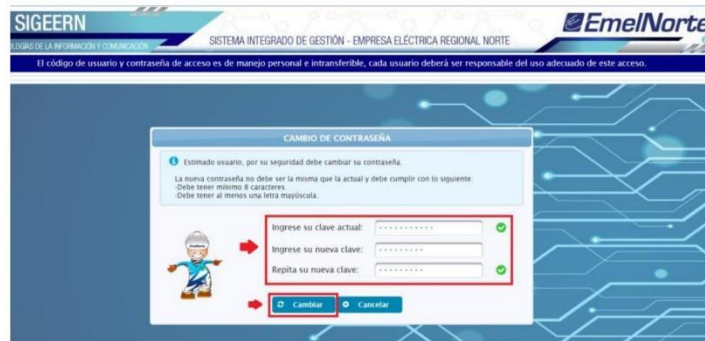 SIGEERN
EmelNorte
LOGÍAS DE LA INFORMACIÓN Y COMUNICACIÓN
SISTEMA INTEGRADO DE GESTIÓN - EMPRESA ELÉCTRICA REGIONAL NORTE
El código de usuario y contraseña de acceso es de manejo personal e intransferible, cada usuario deberá ser responsable del uso adecuado de este acceso.
CAMBIO DE CONTRASEÑA
Estimado usuario, por su seguridad debe cambiar su contraseña.
La nueva contraseña no debe ser la misma que la actual y debe cumplir con lo siguiente:
-Debe tener mínimo 8 caracteres.
-Debe tener al menos una letra mayúscula.
Ingrese su clave actual:
Ingrese su nueva clave:
Repita su nueva clave:
Cambiar Cancelar